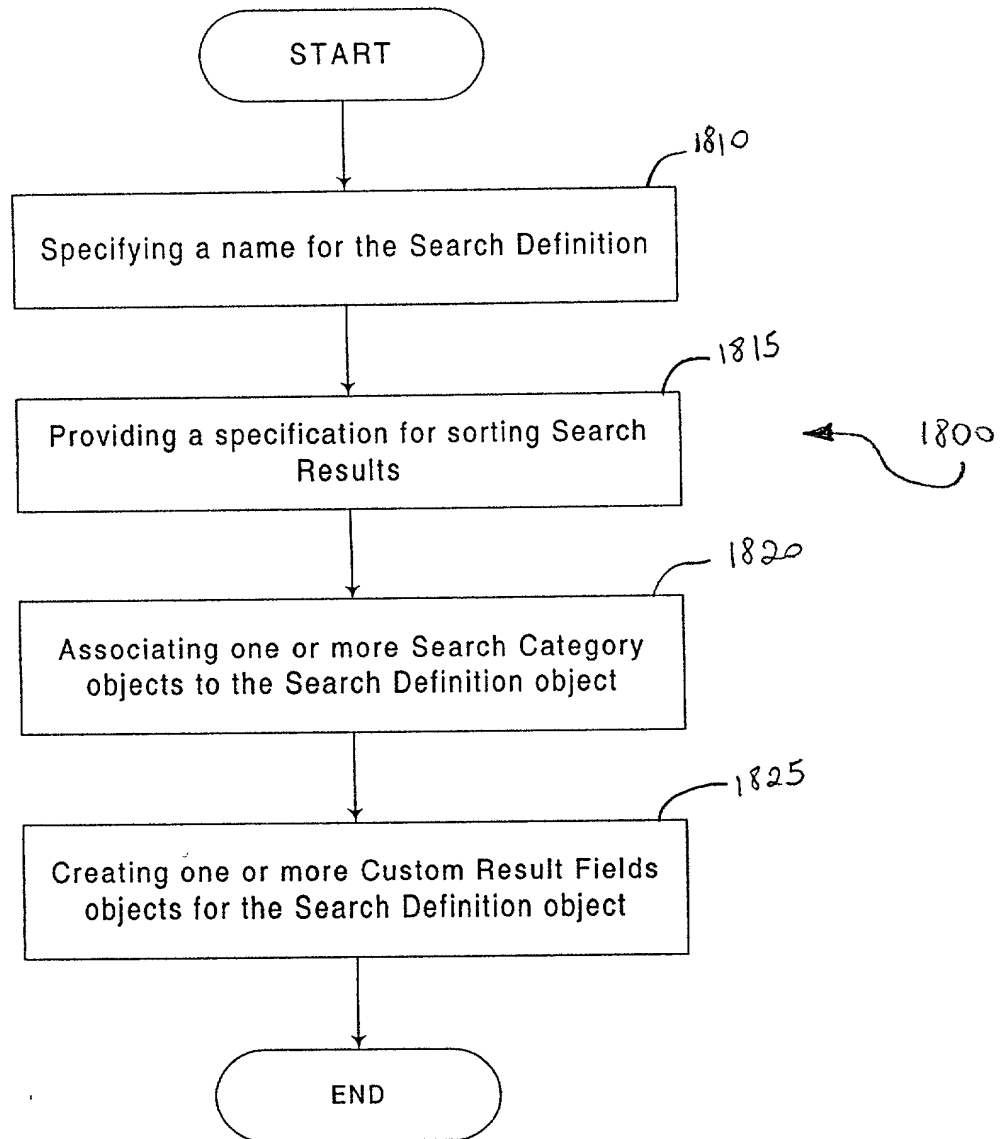 START
1810
Specifying a name for the Search Definition
1815
Providing a specification for sorting Search
Results
1800
1820
Associating one or more Search Category
objects to the Search Definition object
1825
Creating one or more Custom Result Fields
objects for the Search Definition object
END